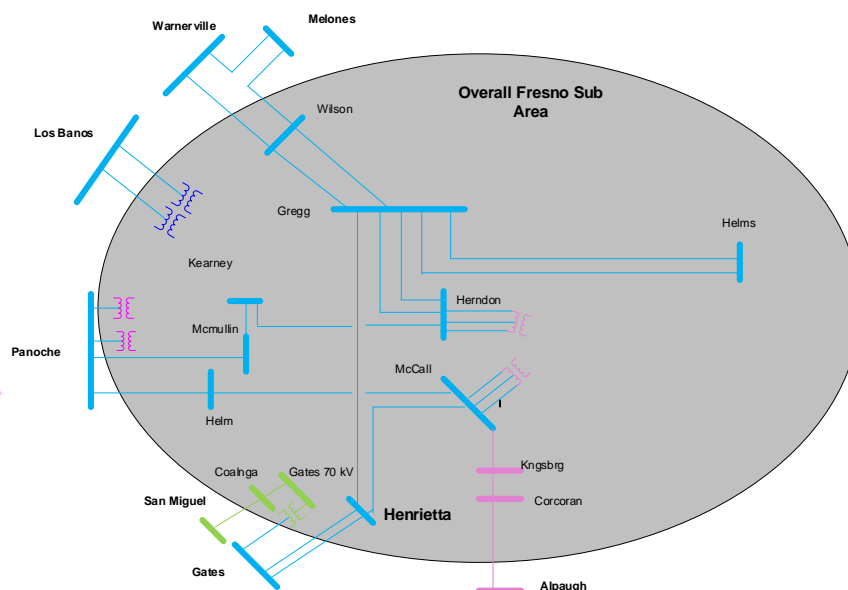 Melones
Warnerville
Overall Fresno Sub
Area
Wilson
Los Banos
Gregg
Helms
Kearney
Herndon
Mcmullin
Panoche
McCall
Helm
Kngsbrg
Coalnga
Gates 70 kV
San Miguel
Corcoran
Henrietta
Gates
Alpaugh